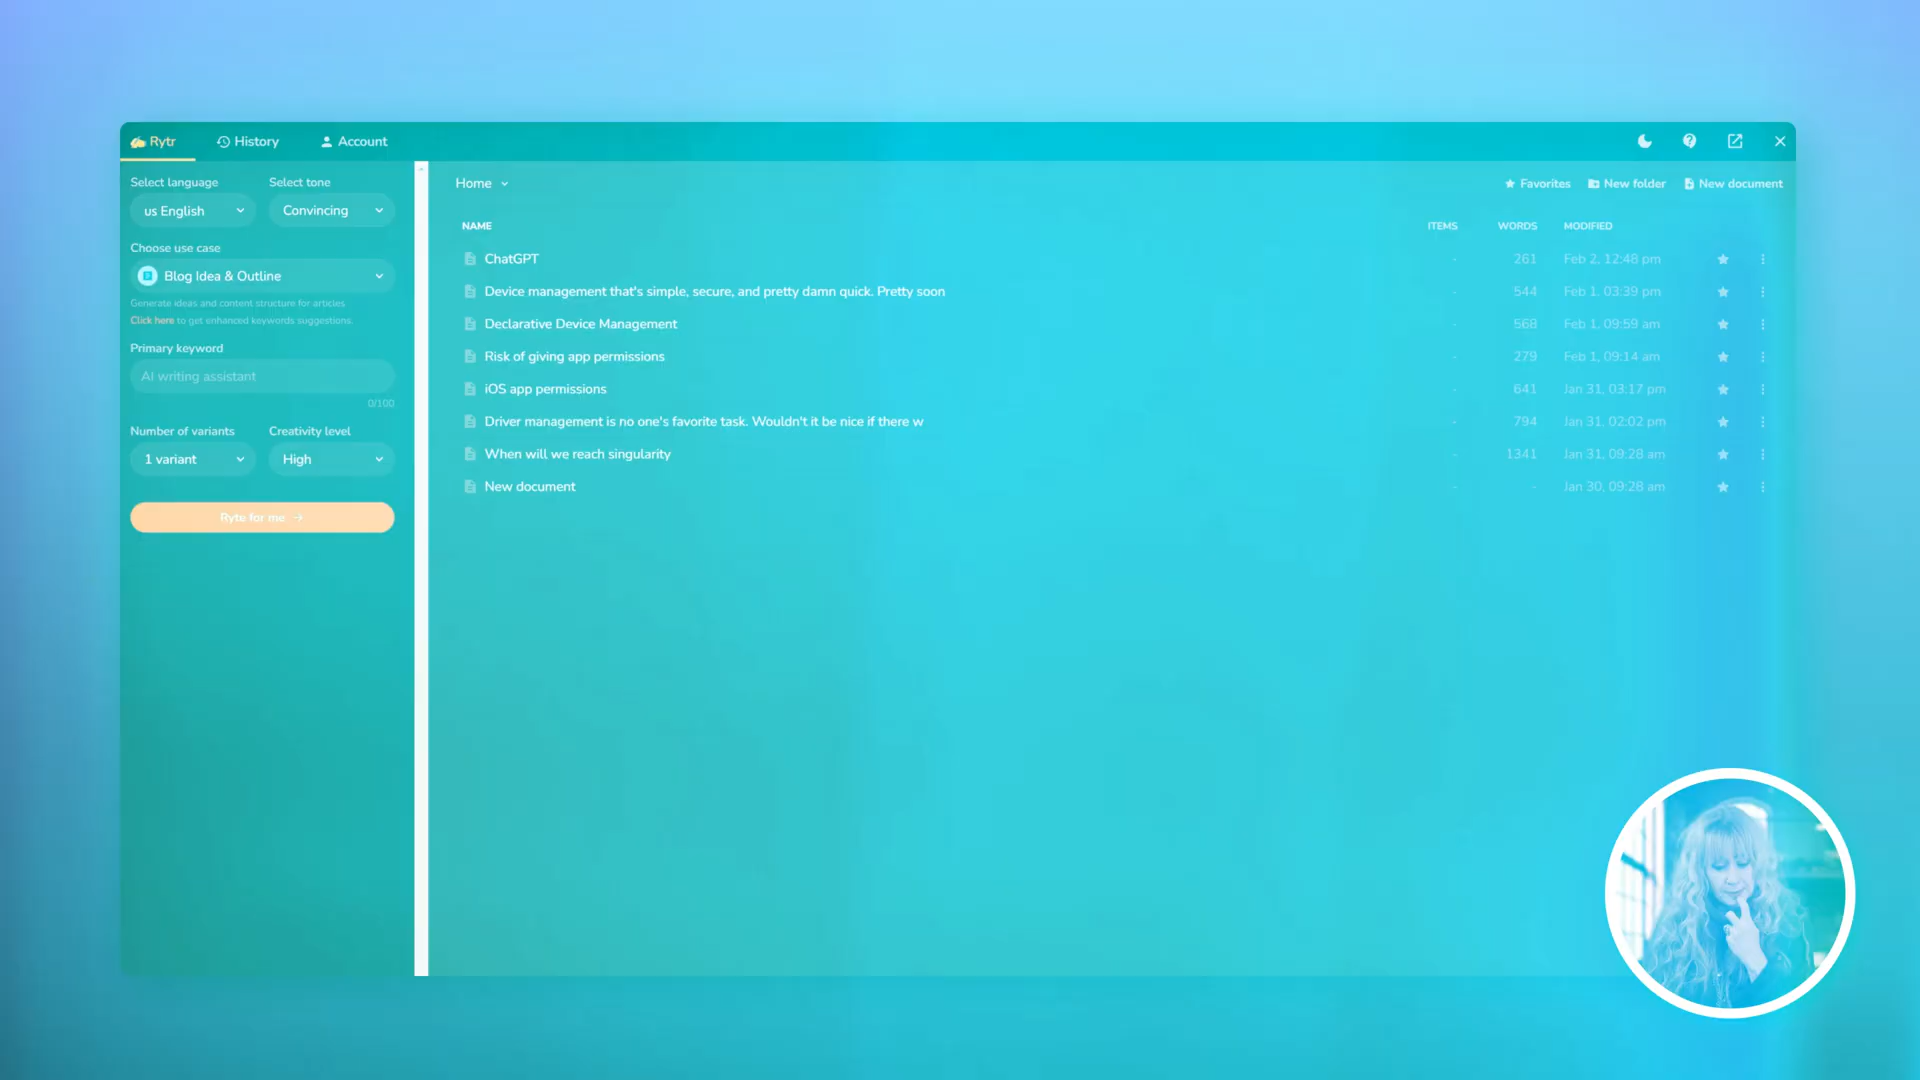 Rytr
History
Account
Select language
Select tone
us English
Convincing
Choose use case
Blog Idea & Outline
Generate ideas and content structure for articles
Click here to get enhanced keywords suggestions.
Primary keyword
AI writing assistant
0/100
Number of variants
Creativity level
1 variant
High
Ryte for me →
Home
Favorites
New folder
New document
NAME ITEMS WORDS MODIFIED
ChatGPT - 261 Feb 2, 12:48 pm
Device management that's simple, secure, and pretty damn quick. Pretty soon - 544 Feb 1, 03:39 pm
Declarative Device Management - 568 Feb 1, 09:59 am
Risk of giving app permissions - 279 Feb 1, 09:14 am
iOS app permissions - 641 Jan 31, 03:17 pm
Driver management is no one's favorite task. Wouldn't it be nice if there w - 794 Jan 31, 02:02 pm
When will we reach singularity - 1341 Jan 31, 09:28 am
New document - - Jan 30, 09:28 am